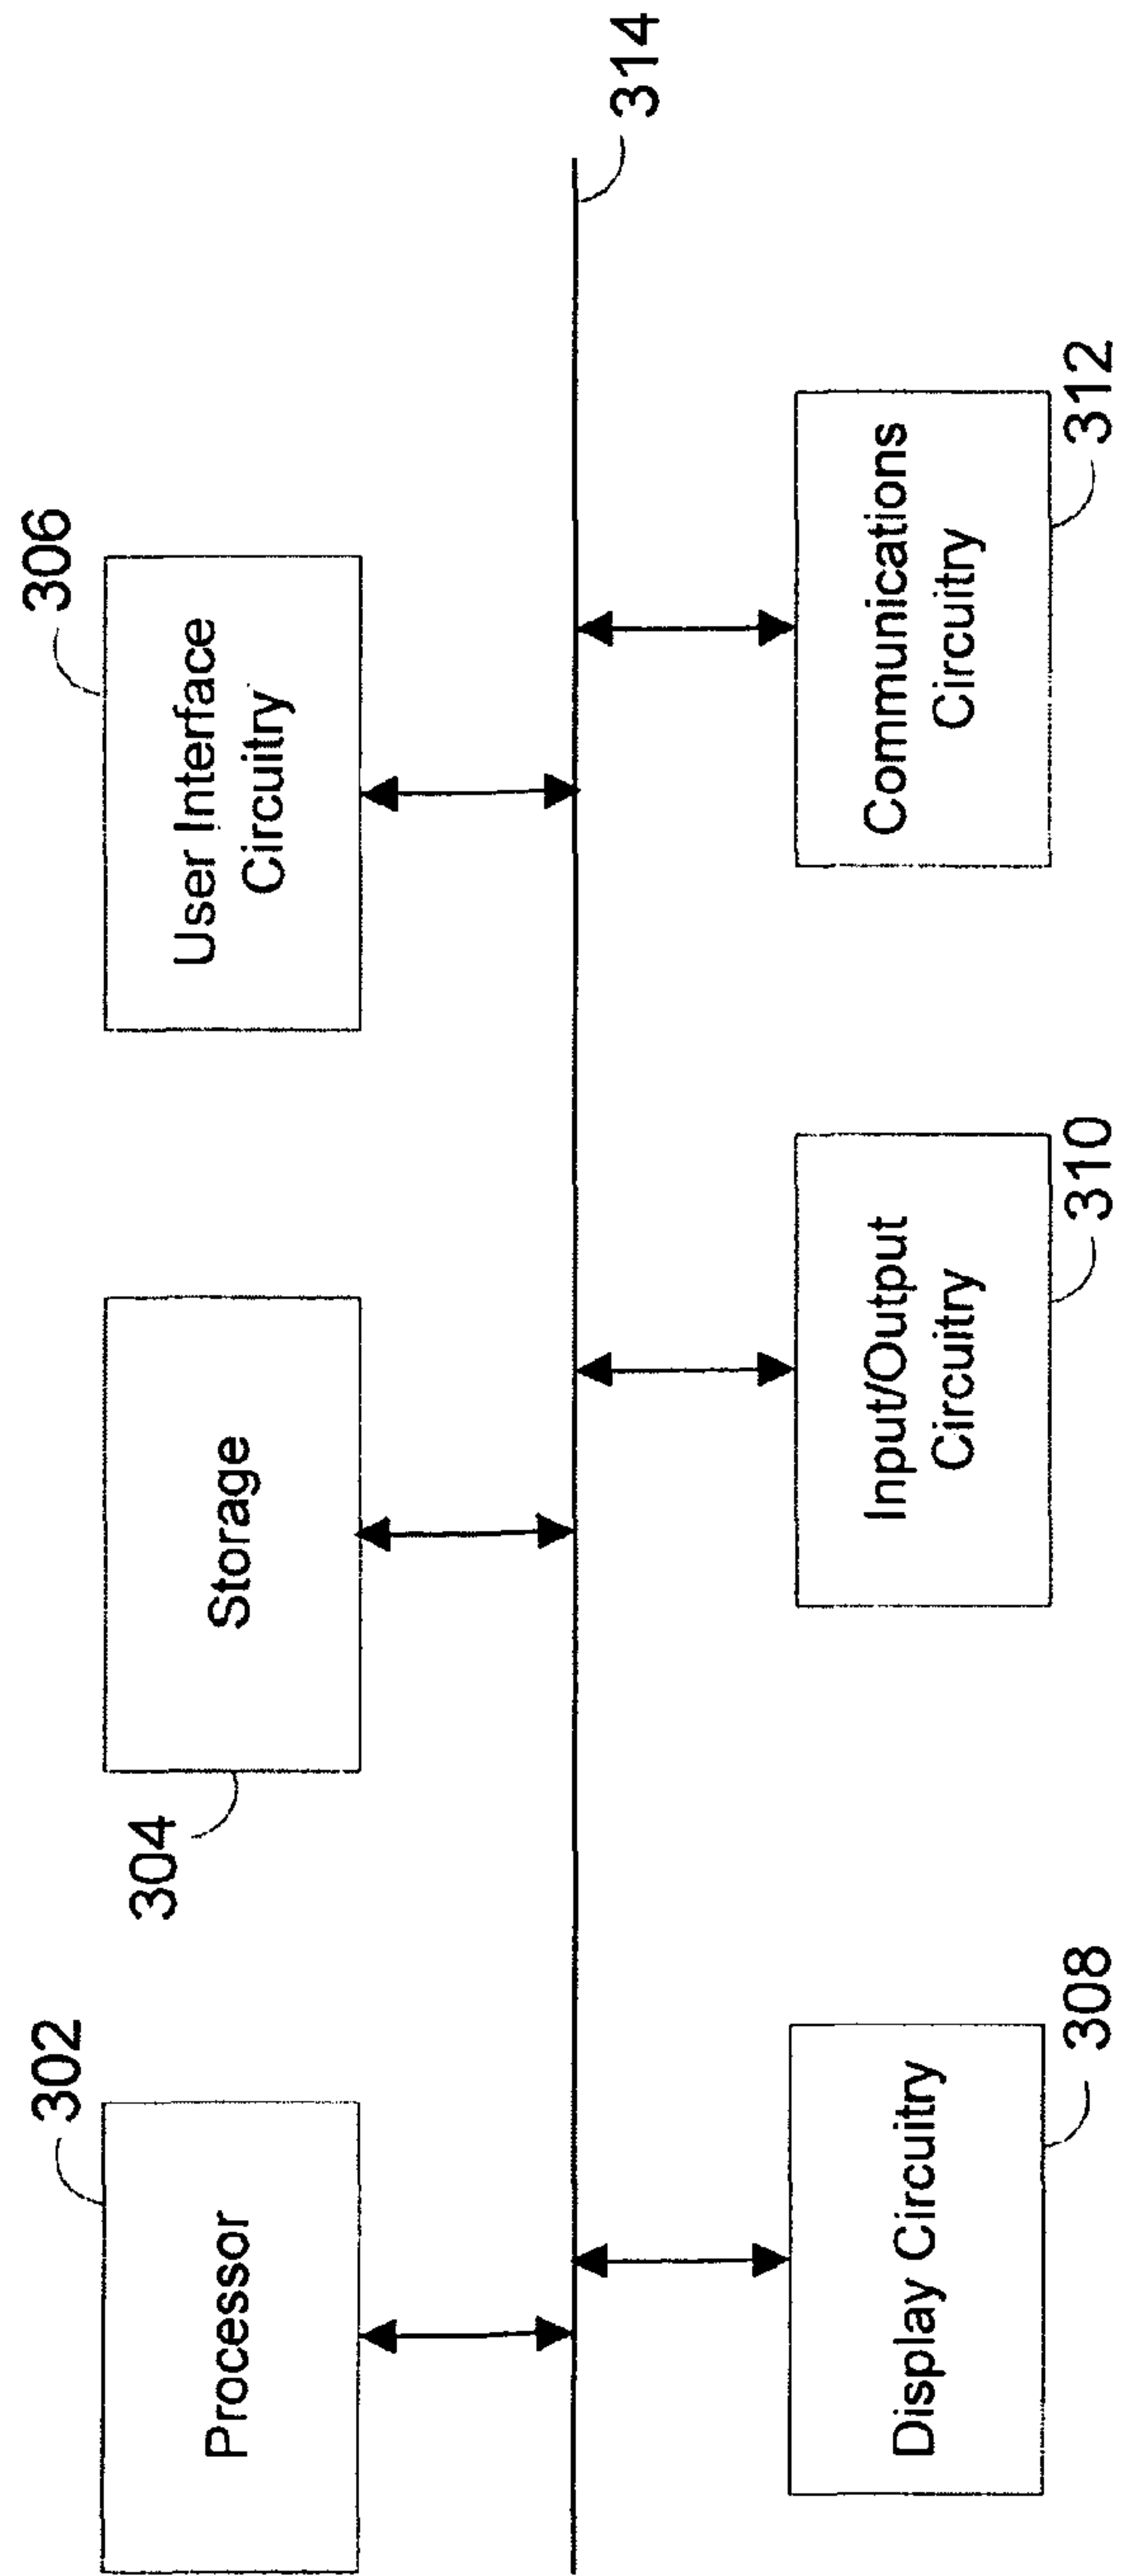 302
Processor
304
Storage
306
User Interface
Circuitry
314
Display Circuitry
308
Input/Output
Circuitry
310
Communications
Circuitry
312